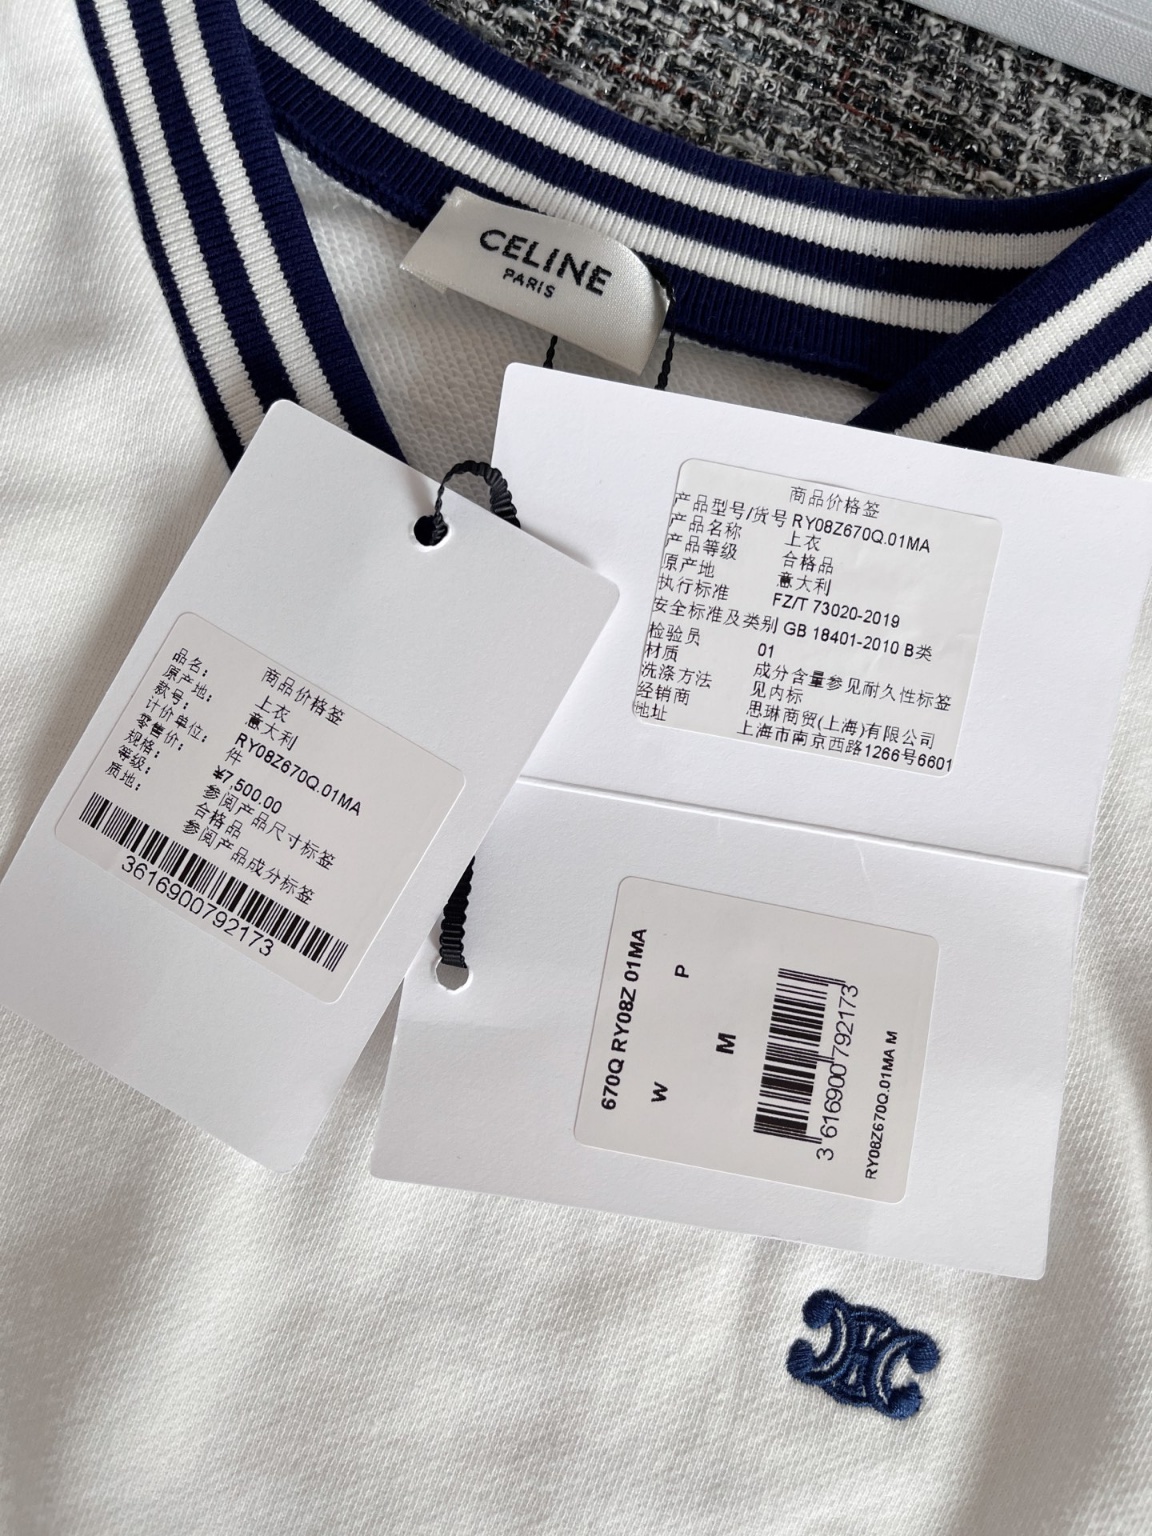 CELINE
PARIS
商品价格签
产品型号/货号 RY08Z670Q.01MA
产品名称 上衣
产品等级 合格品
原产地 意大利
执行标准 FZ/T 73020-2019
安全标准及类别 GB 18401-2010 B类
检验员 01
材质 成分含量参见耐久性标签
洗涤方法 见内标
经销商 思琳商贸(上海)有限公司
地址 上海市南京西路1266号6601
商品价格签
品名: 上衣
原产地: 意大利
款号: RY08Z670Q.01MA
计价单位: 件
零售价: ¥7,500.00
规格: 参阅产品尺寸标签
等级: 合格品
质地: 参阅产品成分标签
3616900792173
670Q RY08Z 01MA
W P
M
3 616900 792173
RY08Z670Q.01MA M